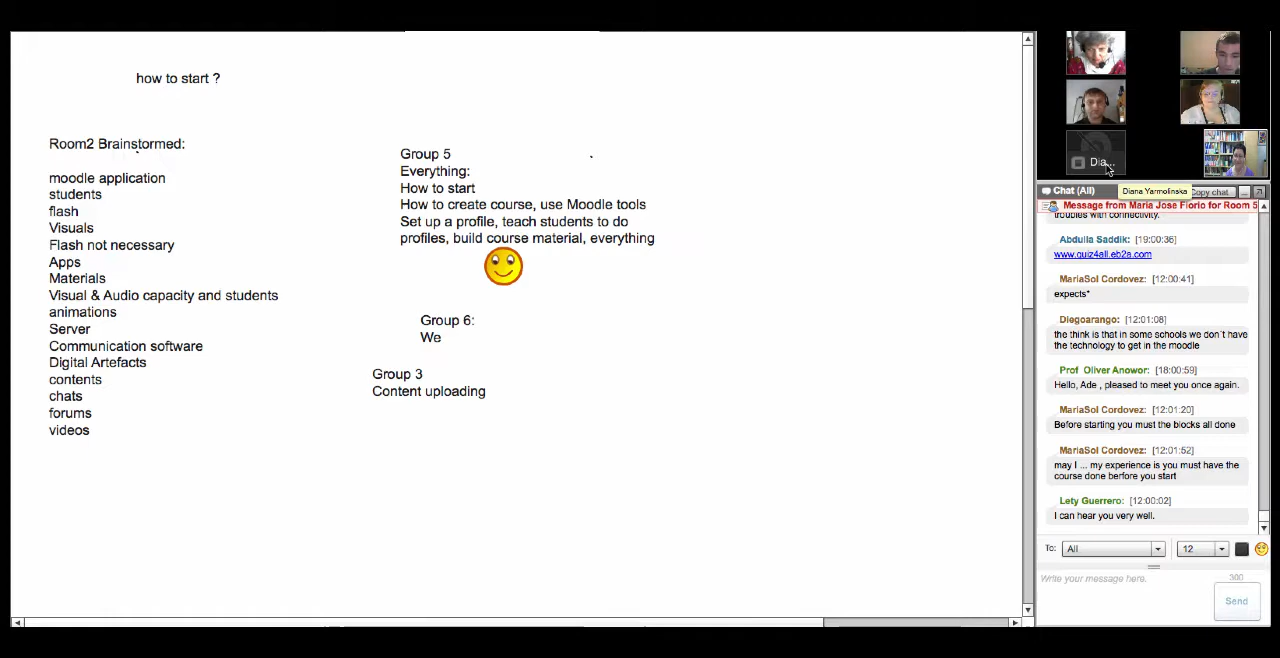 how to start ?
Room2 Brainstormed:
moodle application
students
flash
Visuals
Flash not necessary
Apps
Materials
Visual & Audio capacity and students
animations
Server
Communication software
Digital Artefacts
contents
chats
forums
videos
Group 5
Everything:
How to start
How to create course, use Moodle tools
Set up a profile, teach students to do
profiles, build course material, everything
Group 6:
We
Group 3
Content uploading
Dia...
Chat (All)
Diana Yarmolinska
Copy chat
Message from Maria Jose Fiorio for Room 5
troubles with connectivity.
Abdulla Saddik: [19:00:36]
www.quiz4all.eb2a.com
MariaSol Cordovez: [12:00:41]
expects*
Diegoarango: [12:01:08]
the think is that in some schools we don´t have
the technology to get in the moodle
Prof Oliver Anowor: [18:00:59]
Hello, Ade , pleased to meet you once again.
MariaSol Cordovez: [12:01:20]
Before starting you must the blocks all done
MariaSol Cordovez: [12:01:52]
may I ... my experience is you must have the
course done berfore you start
Lety Guerrero: [12:00:02]
I can hear you very well.
To: All 12
Write your message here. 300
Send